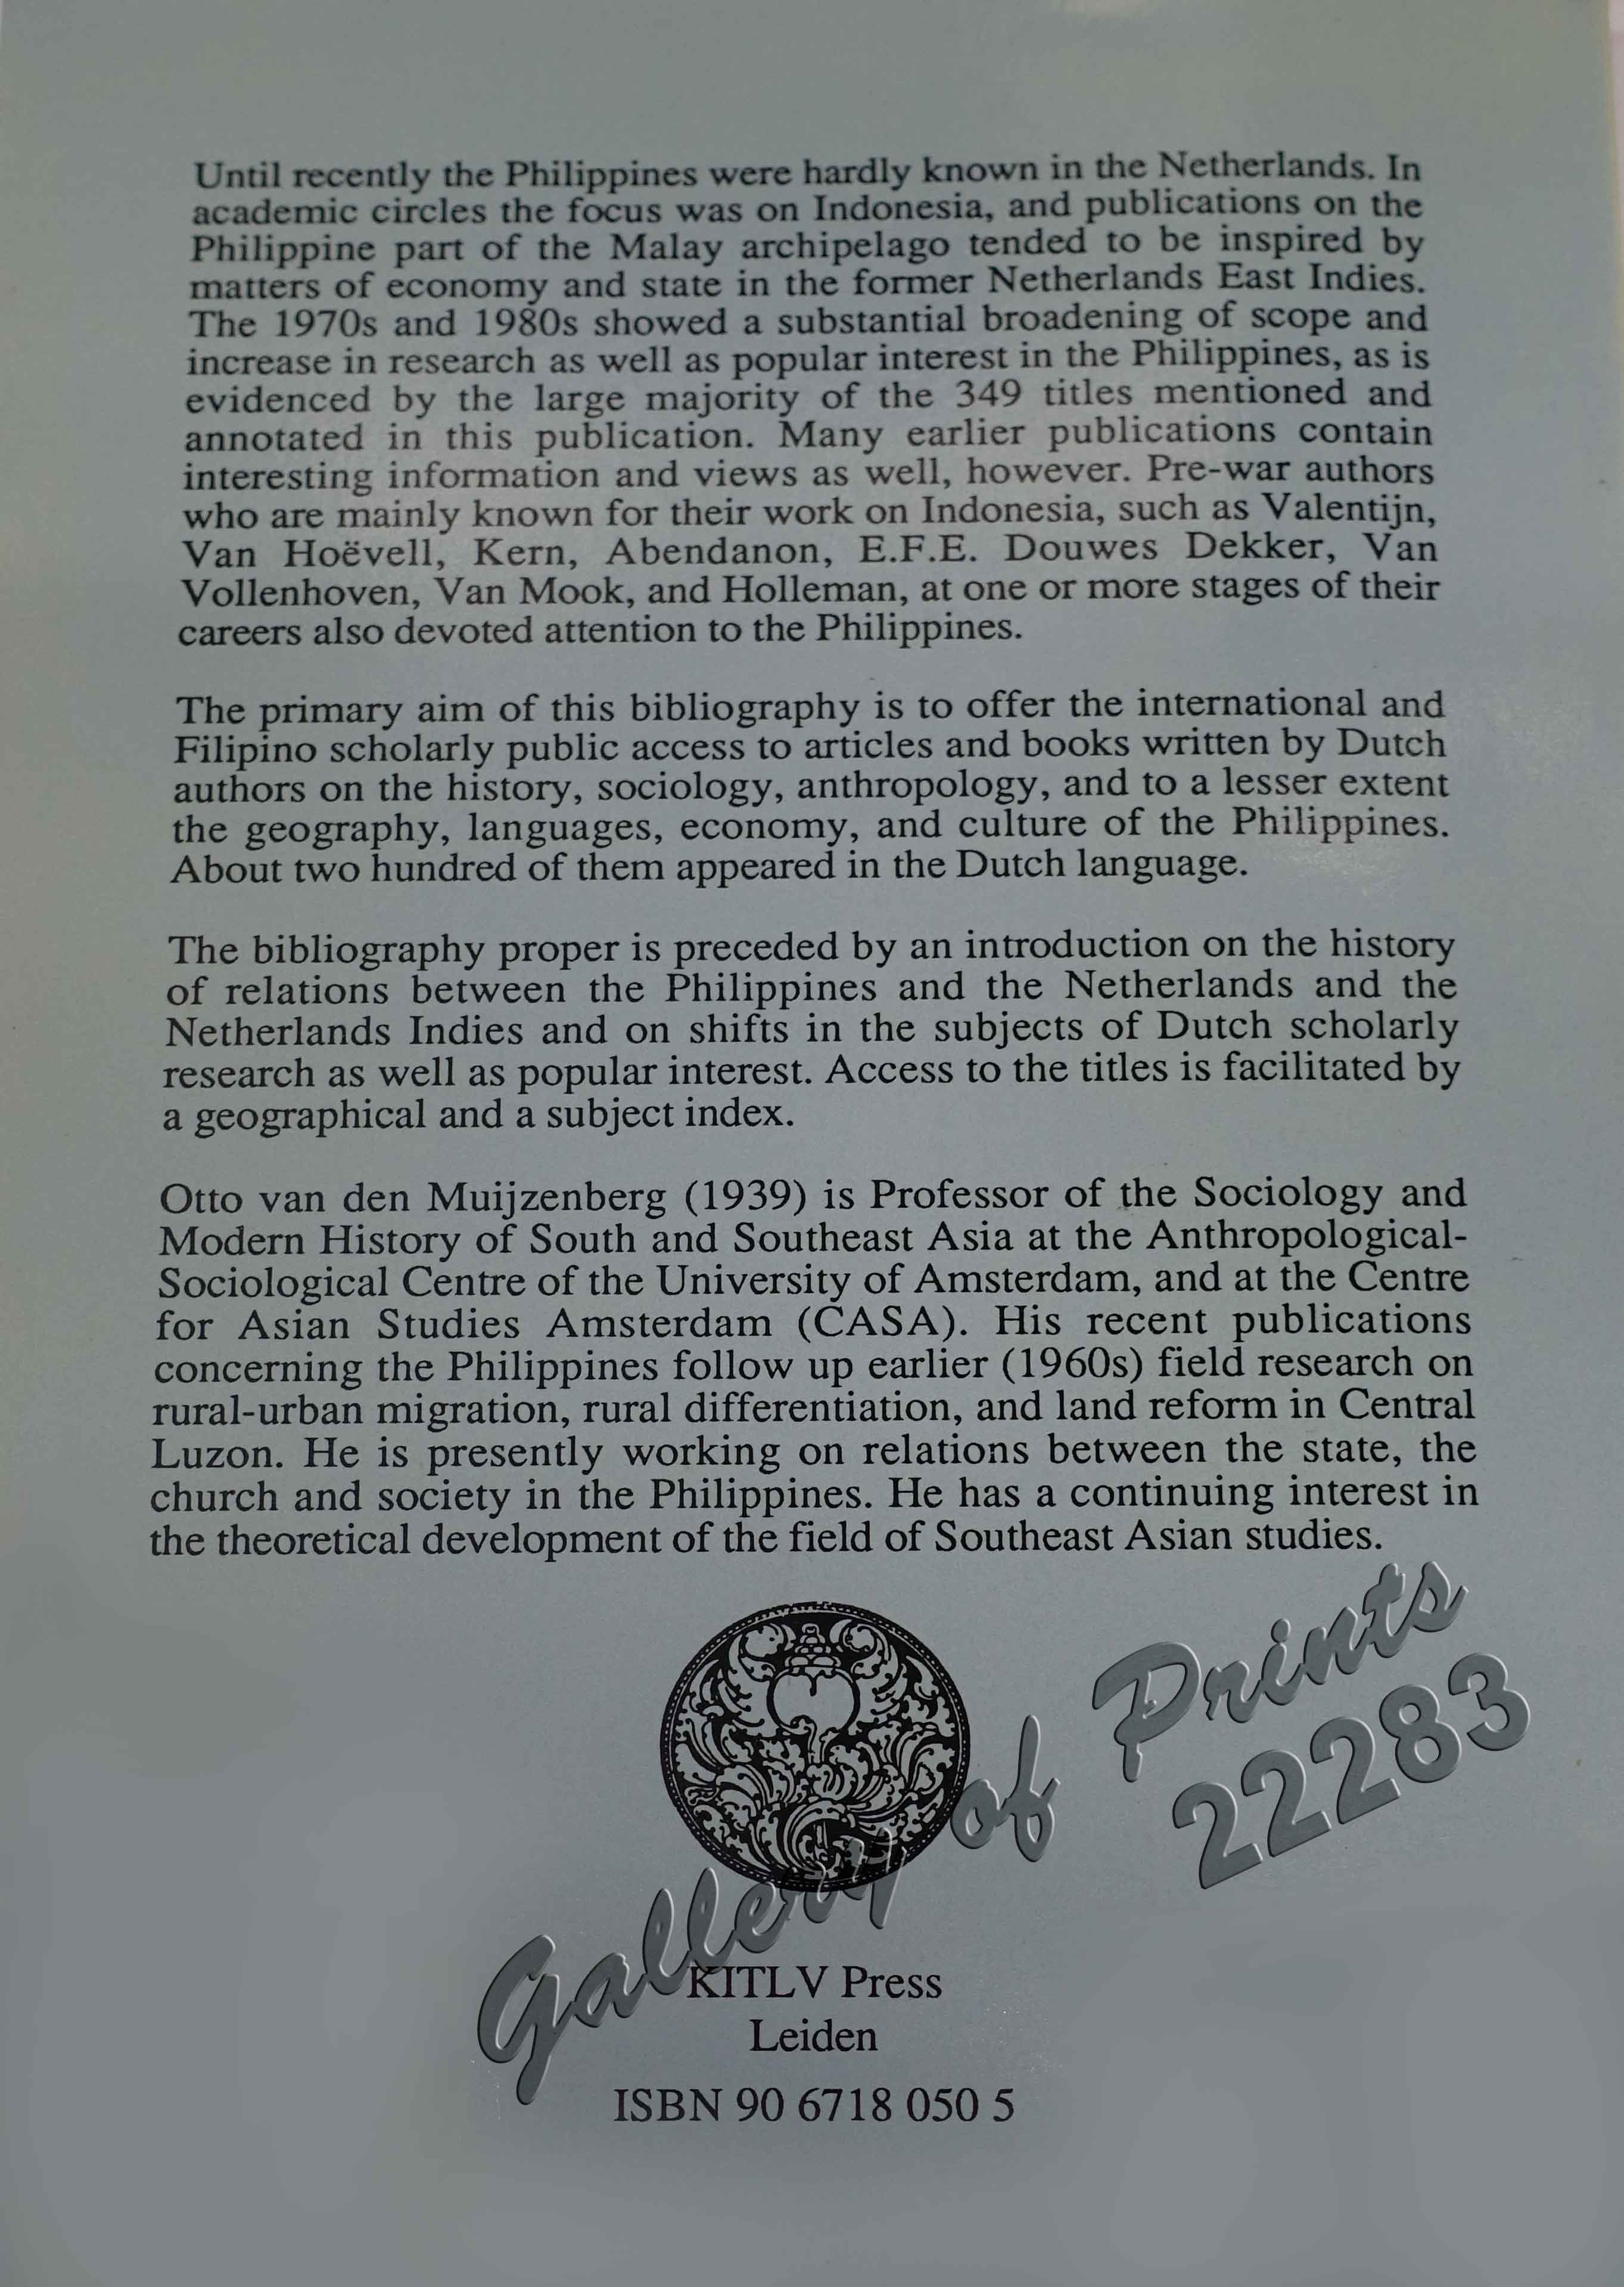 Until recently the Philippines were hardly known in the Netherlands. In
academic circles the focus was on Indonesia, and publications on the
Philippine part of the Malay archipelago tended to be inspired by
matters of economy and state in the former Netherlands East Indies.
The 1970s and 1980s showed a substantial broadening of scope and
increase in research as well as popular interest in the Philippines, as is
evidenced by the large majority of the 349 titles mentioned and
annotated in this publication. Many earlier publications contain
interesting information and views as well, however. Pre-war authors
who are mainly known for their work on Indonesia, such as Valentijn,
Van Hoëvell, Kern, Abendanon, E.F.E. Douwes Dekker, Van
Vollenhoven, Van Mook, and Holleman, at one or more stages of their
careers also devoted attention to the Philippines.
The primary aim of this bibliography is to offer the international and
Filipino scholarly public access to articles and books written by Dutch
authors on the history, sociology, anthropology, and to a lesser extent
the geography, languages, economy, and culture of the Philippines.
About two hundred of them appeared in the Dutch language.
The bibliography proper is preceded by an introduction on the history
of relations between the Philippines and the Netherlands and the
Netherlands Indies and on shifts in the subjects of Dutch scholarly
research as well as popular interest. Access to the titles is facilitated by
a geographical and a subject index.
Otto van den Muijzenberg (1939) is Professor of the Sociology and
Modern History of South and Southeast Asia at the Anthropological-
Sociological Centre of the University of Amsterdam, and at the Centre
for Asian Studies Amsterdam (CASA). His recent publications
concerning the Philippines follow up earlier (1960s) field research on
rural-urban migration, rural differentiation, and land reform in Central
Luzon. He is presently working on relations between the state, the
church and society in the Philippines. He has a continuing interest in
the theoretical development of the field of Southeast Asian studies.
Gallery of Prints
22283
KITLV Press
Leiden
ISBN 90 6718 050 5